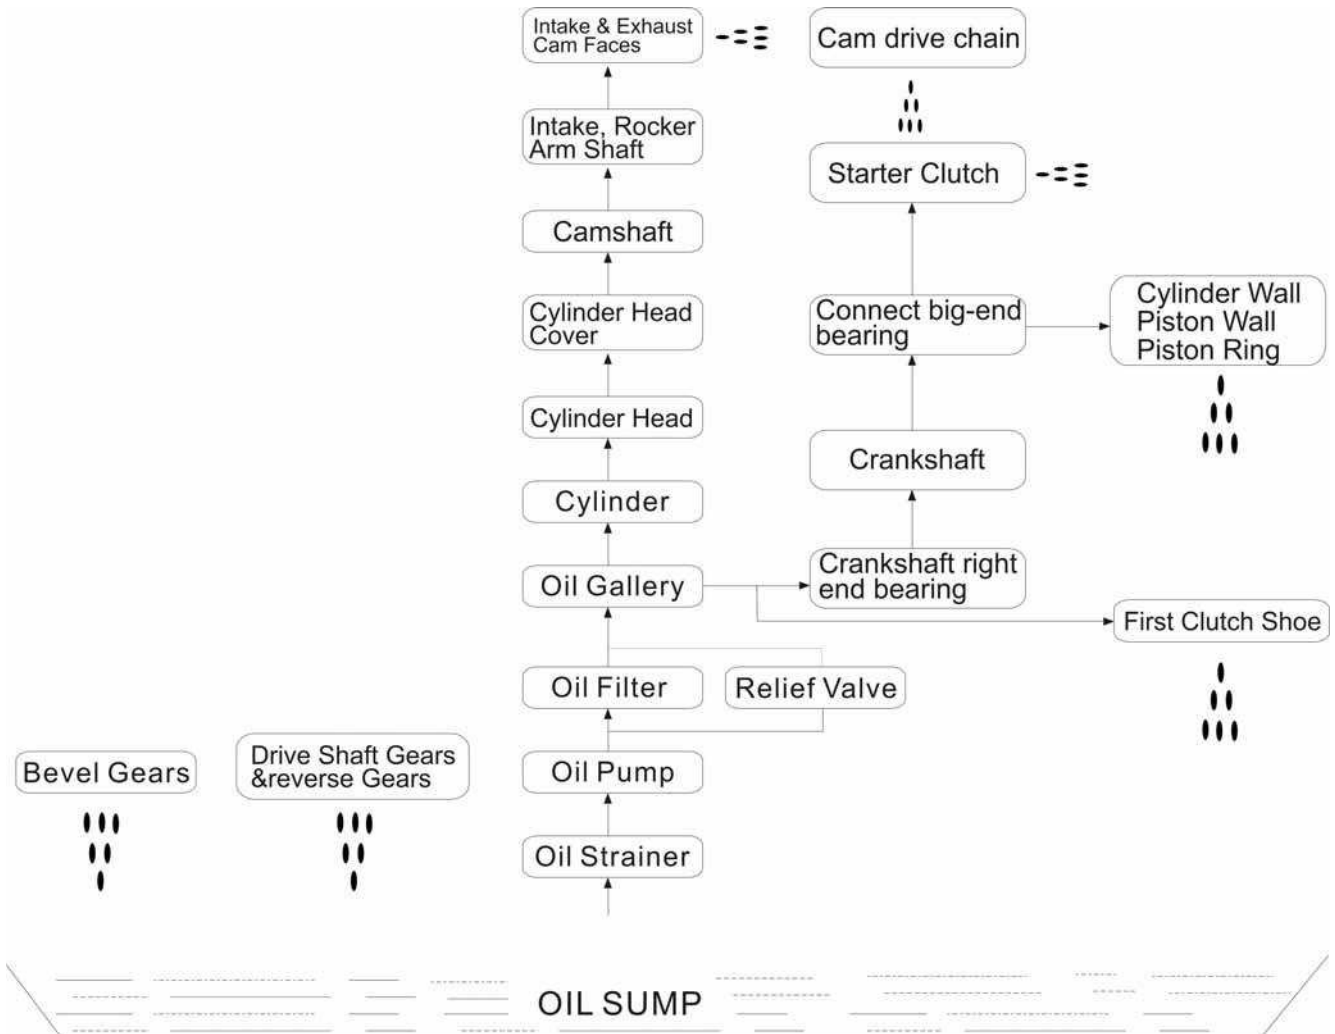 Intake & Exhaust
Cam Faces
Cam drive chain
Intake, Rocker
Arm Shaft
Starter Clutch
Camshaft
Cylinder Head
Cover
Connect big-end
bearing
Cylinder Wall
Piston Wall
Piston Ring
Cylinder Head
Crankshaft
Cylinder
Oil Gallery
Crankshaft right
end bearing
First Clutch Shoe
Oil Filter
Relief Valve
Bevel Gears
Drive Shaft Gears
&reverse Gears
Oil Pump
Oil Strainer
OIL SUMP